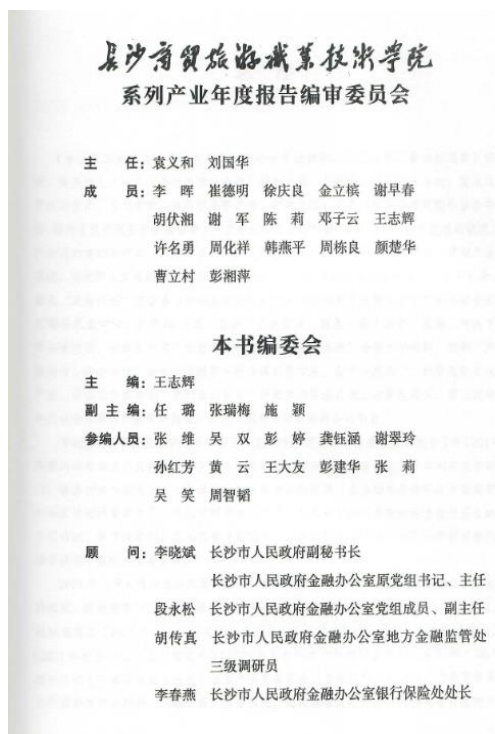 长沙商贸旅游职业技术学院
系列产业年度报告编审委员会
主 任：袁义和 刘国华
成 员：李 晖 崔德明 徐庆良 金立槟 谢早春
胡伏湘 谢 军 陈 莉 邓子云 王志辉
许名勇 周化祥 韩燕平 周栋良 颜楚华
曹立村 彭湘萍
本书编委会
主 编：王志辉
副 主 编：任 璐 张瑞梅 施 颖
参编人员：张 维 吴 双 彭 婷 龚钰涵 谢翠玲
孙红芳 黄 云 王大友 彭建华 张 莉
吴 笑 周智韬
顾 问：李晓斌 长沙市人民政府副秘书长
长沙市人民政府金融办公室原党组书记、主任
段永松 长沙市人民政府金融办公室党组成员、副主任
胡传真 长沙市人民政府金融办公室地方金融监管处
三级调研员
李春燕 长沙市人民政府金融办公室银行保险处处长